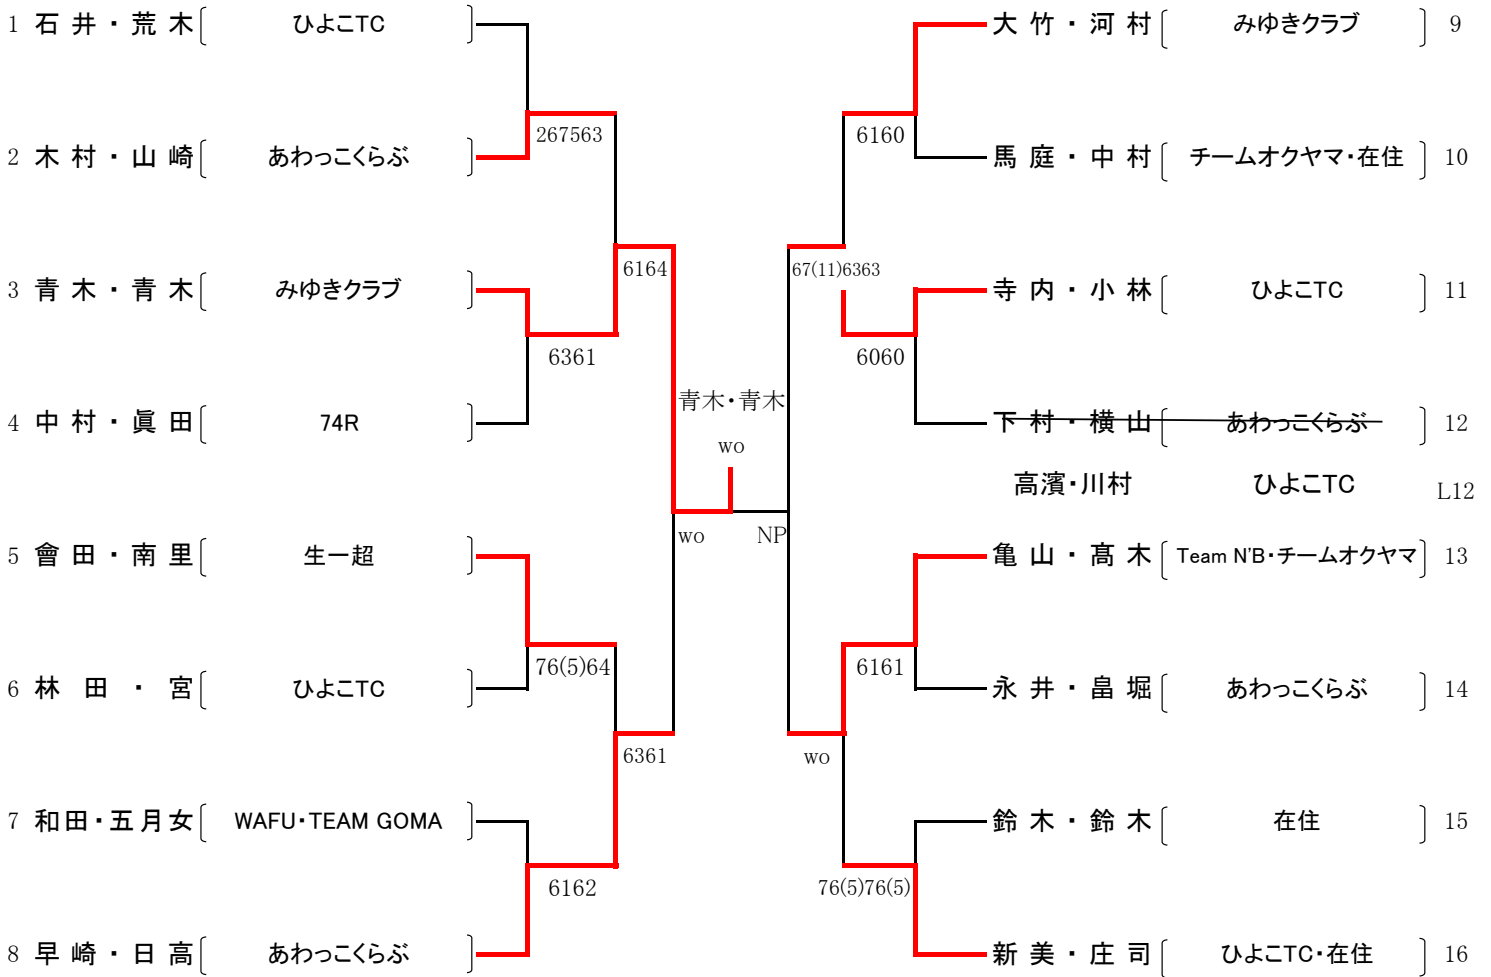 1 石井・荒木 ひよこTC
大竹・河村 みゆきクラブ 9
267563
6160
2 木村・山崎 あわっこくらぶ
馬庭・中村 チームオクヤマ・在住 10
6164
67(11)6363
3 青木・青木 みゆきクラブ
寺内・小林 ひよこTC 11
6361
6060
青木・青木
4 中村・眞田 74R
下村・横山 あわっこくらぶ 12
wo
高濱・川村 ひよこTC L12
wo
NP
5 會田・南里 生一超
亀山・髙木 Team N'B・チームオクヤマ 13
76(5)64
6161
6 林田・宮 ひよこTC
永井・畠堀 あわっこくらぶ 14
6361
wo
7 和田・五月女 WAFU・TEAM GOMA
鈴木・鈴木 在住 15
6162
76(5)76(5)
8 早崎・日高 あわっこくらぶ
新美・庄司 ひよこTC・在住 16